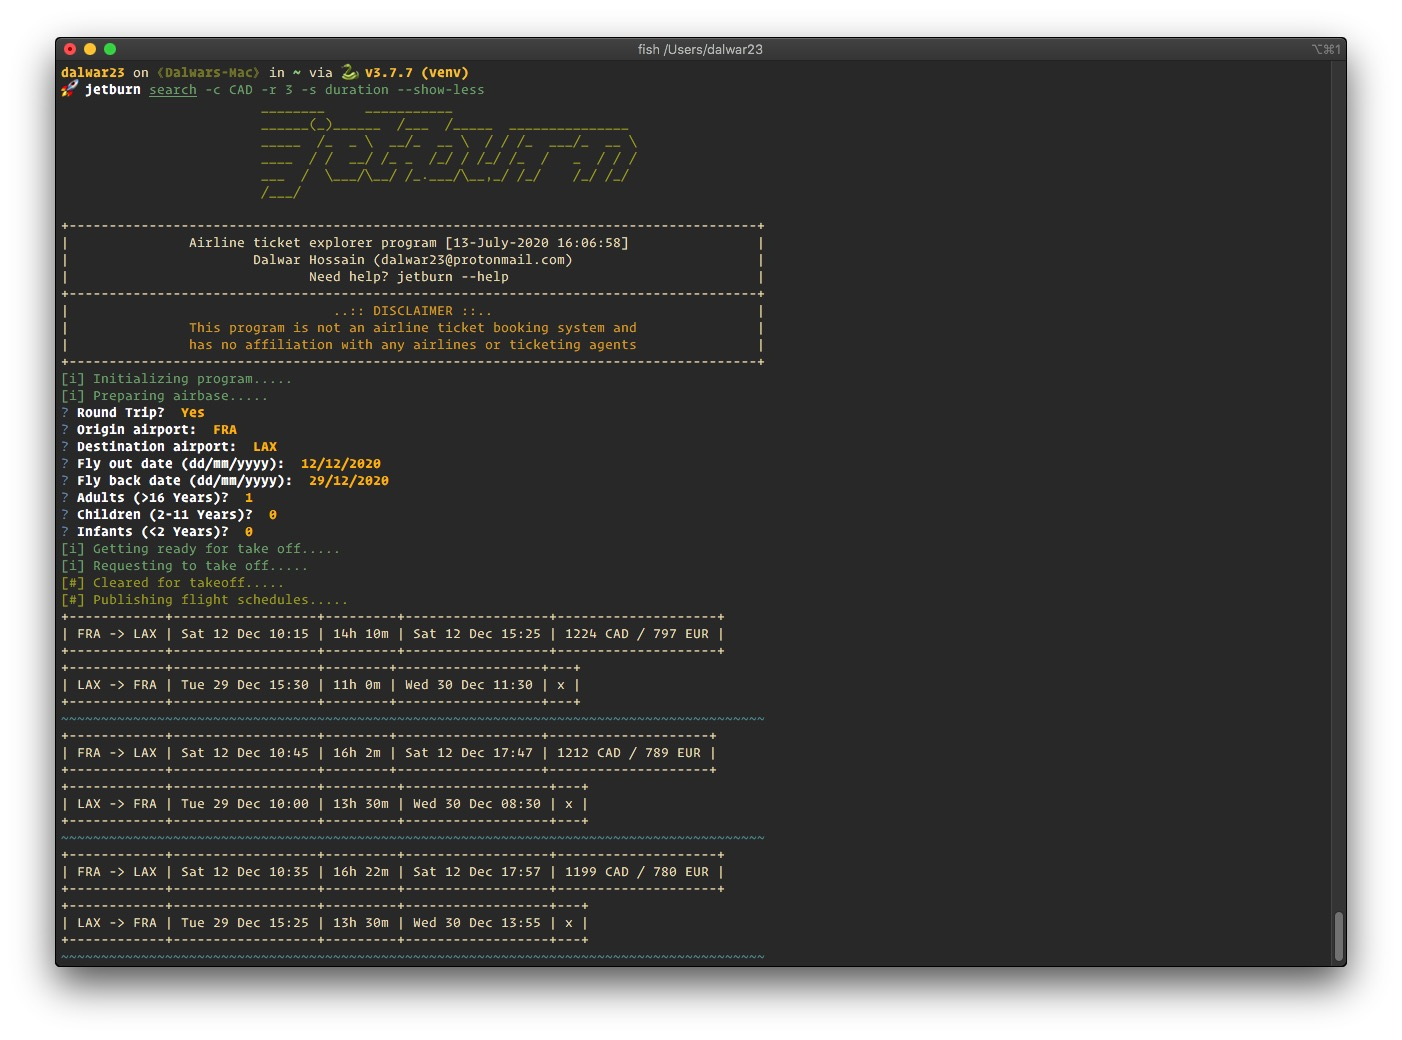 fish /Users/dalwar23
⌥⌘1
dalwar23 on 《Dalwars-Mac》 in ~ via 🐍 v3.7.7 (venv)
🚀 jetburn search -c CAD -r 3 -s duration --show-less
________     ___________
______(_)______  /___  /_____  _______________
_____  /_  _ \  __/_  __ \  / / /_  ___/_  __ \
____  / /  __/ /_ _  /_/ / /_/ /_  /   _  / / /
___  /  \___/\__/ /_.___/\__,_/ /_/    /_/ /_/
/___/
+--------------------------------------------------------------------------------------+
|               Airline ticket explorer program [13-July-2020 16:06:58]                |
|                       Dalwar Hossain (dalwar23@protonmail.com)                       |
|                              Need help? jetburn --help                               |
+--------------------------------------------------------------------------------------+
|                                 ..:: DISCLAIMER ::..                                 |
|               This program is not an airline ticket booking system and               |
|               has no affiliation with any airlines or ticketing agents               |
+--------------------------------------------------------------------------------------+
[i] Initializing program.....
[i] Preparing airbase.....
? Round Trip?  Yes
? Origin airport:  FRA
? Destination airport:  LAX
? Fly out date (dd/mm/yyyy):  12/12/2020
? Fly back date (dd/mm/yyyy):  29/12/2020
? Adults (>16 Years)?  1
? Children (2-11 Years)?  0
? Infants (<2 Years)?  0
[i] Getting ready for take off.....
[i] Requesting to take off.....
[#] Cleared for takeoff.....
[#] Publishing flight schedules.....
+------------+------------------+---------+------------------+--------------------+
| FRA -> LAX | Sat 12 Dec 10:15 | 14h 10m | Sat 12 Dec 15:25 | 1224 CAD / 797 EUR |
+------------+------------------+---------+------------------+--------------------+
+------------+------------------+--------+------------------+---+
| LAX -> FRA | Tue 29 Dec 15:30 | 11h 0m | Wed 30 Dec 11:30 | x |
+------------+------------------+--------+------------------+---+
~~~~~~~~~~~~~~~~~~~~~~~~~~~~~~~~~~~~~~~~~~~~~~~~~~~~~~~~~~~~~~~~~~~~~~~~~~~~~~~~~~~~~~~~
+------------+------------------+--------+------------------+--------------------+
| FRA -> LAX | Sat 12 Dec 10:45 | 16h 2m | Sat 12 Dec 17:47 | 1212 CAD / 789 EUR |
+------------+------------------+--------+------------------+--------------------+
+------------+------------------+---------+------------------+---+
| LAX -> FRA | Tue 29 Dec 10:00 | 13h 30m | Wed 30 Dec 08:30 | x |
+------------+------------------+---------+------------------+---+
~~~~~~~~~~~~~~~~~~~~~~~~~~~~~~~~~~~~~~~~~~~~~~~~~~~~~~~~~~~~~~~~~~~~~~~~~~~~~~~~~~~~~~~~
+------------+------------------+---------+------------------+--------------------+
| FRA -> LAX | Sat 12 Dec 10:35 | 16h 22m | Sat 12 Dec 17:57 | 1199 CAD / 780 EUR |
+------------+------------------+---------+------------------+--------------------+
+------------+------------------+---------+------------------+---+
| LAX -> FRA | Tue 29 Dec 15:25 | 13h 30m | Wed 30 Dec 13:55 | x |
+------------+------------------+---------+------------------+---+
~~~~~~~~~~~~~~~~~~~~~~~~~~~~~~~~~~~~~~~~~~~~~~~~~~~~~~~~~~~~~~~~~~~~~~~~~~~~~~~~~~~~~~~~